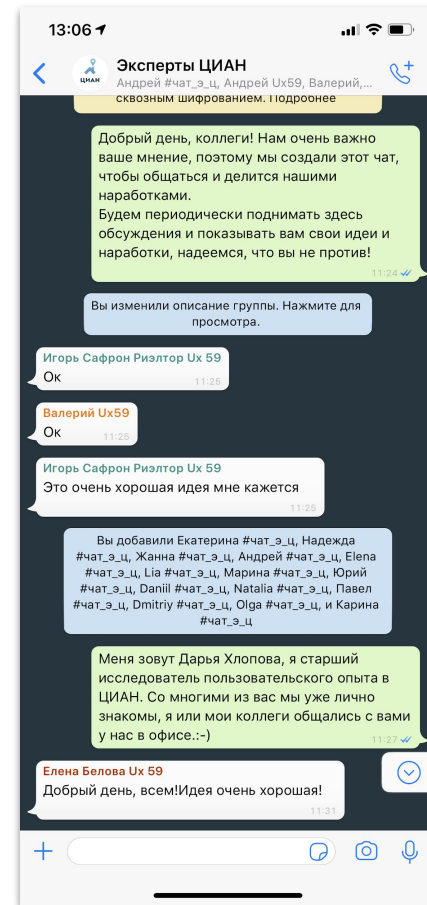 13:06
Эксперты ЦИАН
циан
Андрей #чат_э_ц, Андрей Ux59, Валерий,...
сквозным шифрованием. Подробнее
Добрый день, коллеги! Нам очень важно
ваше мнение, поэтому мы создали этот чат,
чтобы общаться и делится нашими
наработками.
Будем периодически поднимать здесь
обсуждения и показывать вам свои идеи и
наработки, надеемся, что вы не против!
11:24
Вы изменили описание группы. Нажмите для
просмотра.
Игорь Сафрон Риэлтор Ux 59
Ок
11:25
Валерий Ux59
Ок
11:25
Игорь Сафрон Риэлтор Ux 59
Это очень хорошая идея мне кажется
11:25
Вы добавили Екатерина #чат_э_ц, Надежда
#чат_э_ц, Жанна #чат_э_ц, Андрей #чат_э_ц, Elena
#чат_э_ц, Lia #чат_э_ц, Марина #чат_э_ц, Юрий
#чат_э_ц, Daniil #чат_э_ц, Natalia #чат_э_ц, Павел
#чат_э_ц, Dmitriy #чат_э_ц, Olga #чат_э_ц, и Карина
#чат_э_ц
Меня зовут Дарья Хлопова, я старший
исследователь пользовательского опыта в
ЦИАН. Со многими из вас мы уже лично
знакомы, я или мои коллеги общались с вами
у нас в офисе.:-)
11:27
Елена Белова Ux 59
Добрый день, всем!Идея очень хорошая!
11:31